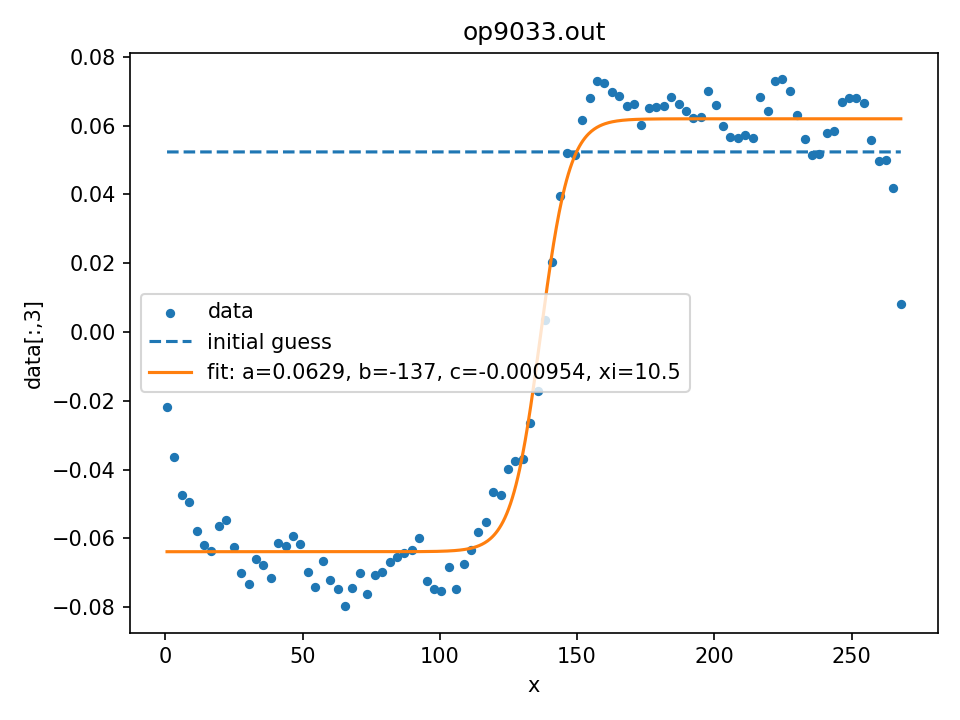 op9033.out
0.08
0.06
0.04
0.02
0.00
−0.02
−0.04
−0.06
−0.08
data[:,3]
data
initial guess
fit: a=0.0629, b=-137, c=-0.000954, xi=10.5
0 50 100 150 200 250
x